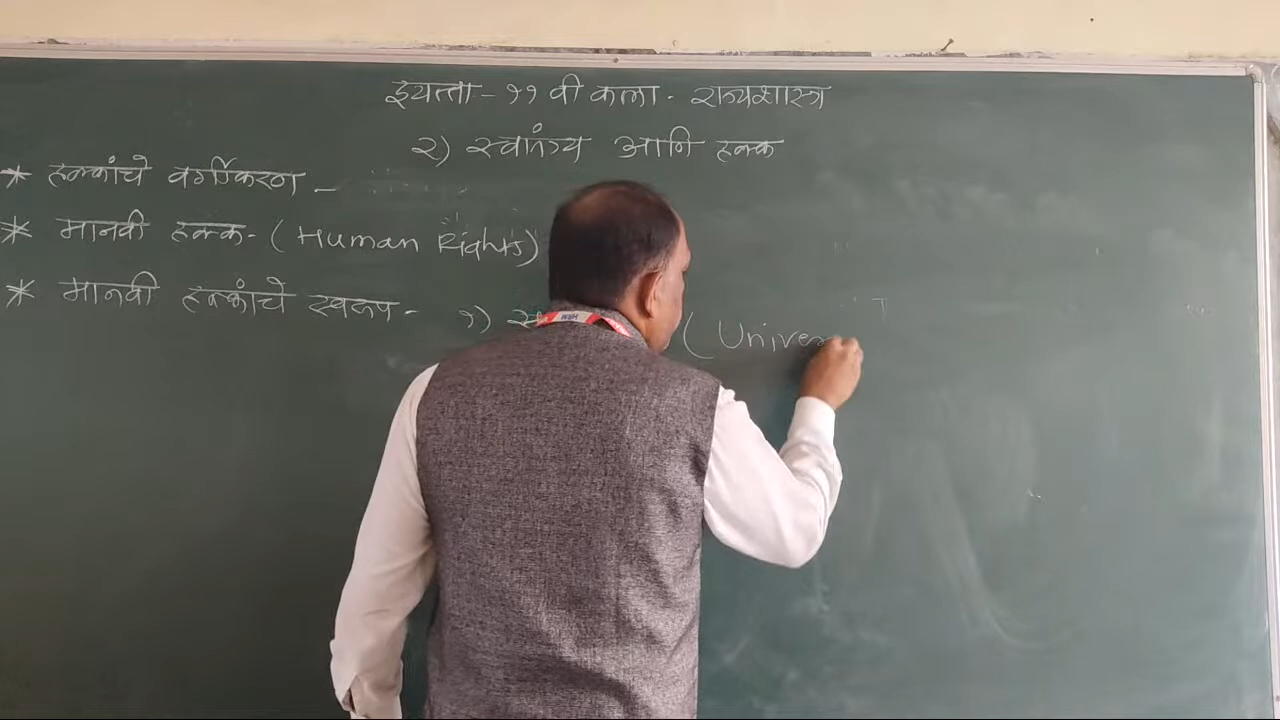 इयत्ता - ११ वी कला. राज्यशास्त्र
२) स्वातंत्र्य आणि हक्क
* हक्कांचे वर्गीकरण -
* मानवी हक्क - ( Human Rights )
* मानवी हक्कांचे स्वरूप - १) ( Univer